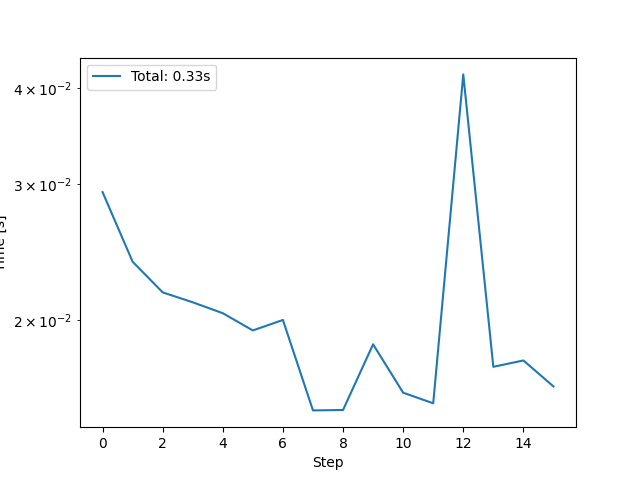 Total: 0.33s
4 × 10⁻²
3 × 10⁻²
2 × 10⁻²
Time [s]
0 2 4 6 8 10 12 14
Step